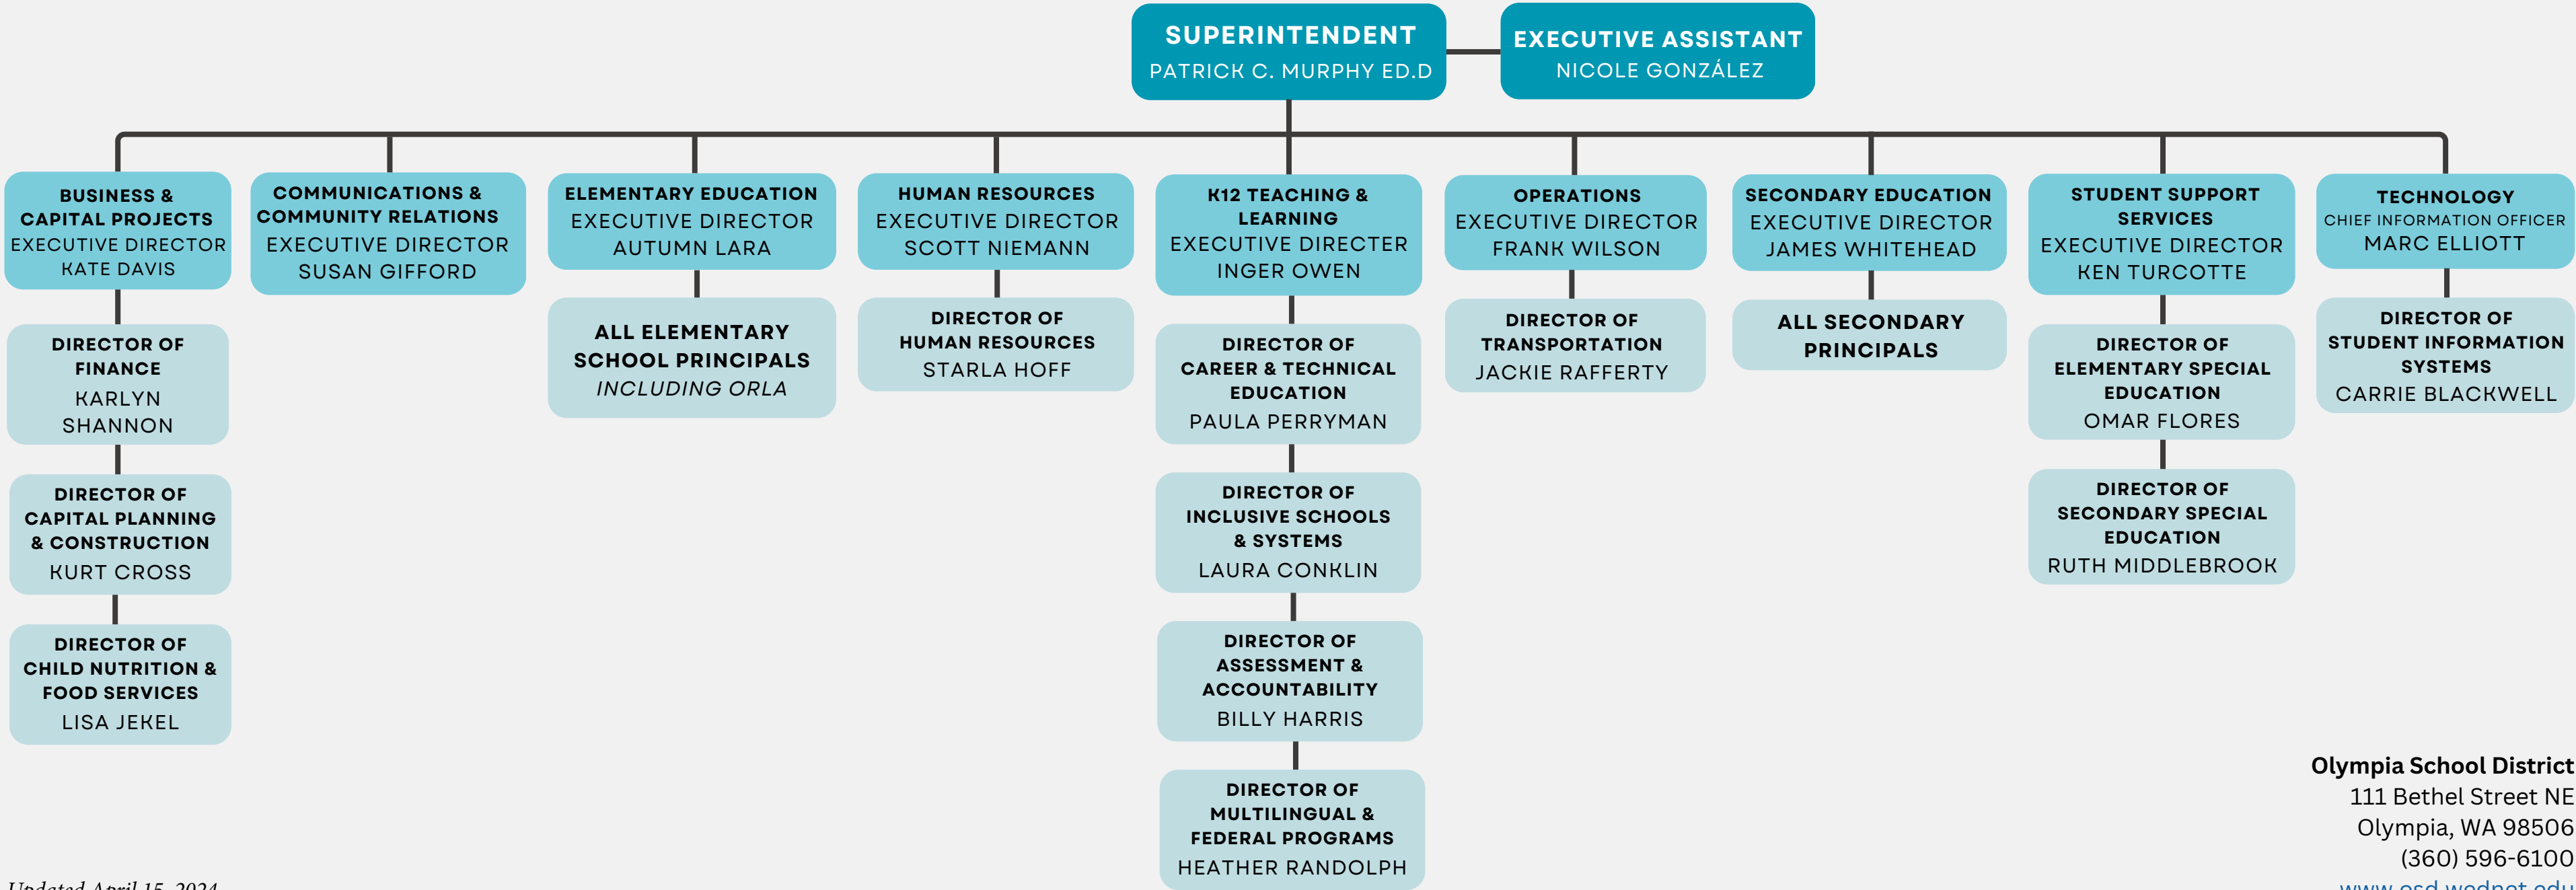 SUPERINTENDENT
PATRICK C. MURPHY ED.D
EXECUTIVE ASSISTANT
NICOLE GONZÁLEZ
BUSINESS &
CAPITAL PROJECTS
EXECUTIVE DIRECTOR
KATE DAVIS
DIRECTOR OF
FINANCE
KARLYN
SHANNON
DIRECTOR OF
CAPITAL PLANNING
& CONSTRUCTION
KURT CROSS
DIRECTOR OF
CHILD NUTRITION &
FOOD SERVICES
LISA JEKEL
COMMUNICATIONS &
COMMUNITY RELATIONS
EXECUTIVE DIRECTOR
SUSAN GIFFORD
ELEMENTARY EDUCATION
EXECUTIVE DIRECTOR
AUTUMN LARA
ALL ELEMENTARY
SCHOOL PRINCIPALS
INCLUDING ORLA
HUMAN RESOURCES
EXECUTIVE DIRECTOR
SCOTT NIEMANN
DIRECTOR OF
HUMAN RESOURCES
STARLA HOFF
K12 TEACHING &
LEARNING
EXECUTIVE DIRECTER
INGER OWEN
DIRECTOR OF
CAREER & TECHNICAL
EDUCATION
PAULA PERRYMAN
DIRECTOR OF
INCLUSIVE SCHOOLS
& SYSTEMS
LAURA CONKLIN
DIRECTOR OF
ASSESSMENT &
ACCOUNTABILITY
BILLY HARRIS
DIRECTOR OF
MULTILINGUAL &
FEDERAL PROGRAMS
HEATHER RANDOLPH
OPERATIONS
EXECUTIVE DIRECTOR
FRANK WILSON
DIRECTOR OF
TRANSPORTATION
JACKIE RAFFERTY
SECONDARY EDUCATION
EXECUTIVE DIRECTOR
JAMES WHITEHEAD
ALL SECONDARY
PRINCIPALS
STUDENT SUPPORT
SERVICES
EXECUTIVE DIRECTOR
KEN TURCOTTE
DIRECTOR OF
ELEMENTARY SPECIAL
EDUCATION
OMAR FLORES
DIRECTOR OF
SECONDARY SPECIAL
EDUCATION
RUTH MIDDLEBROOK
TECHNOLOGY
CHIEF INFORMATION OFFICER
MARC ELLIOTT
DIRECTOR OF
STUDENT INFORMATION
SYSTEMS
CARRIE BLACKWELL
Olympia School District
111 Bethel Street NE
Olympia, WA 98506
(360) 596-6100
www.osd.wednet.edu
Updated April 15, 2024